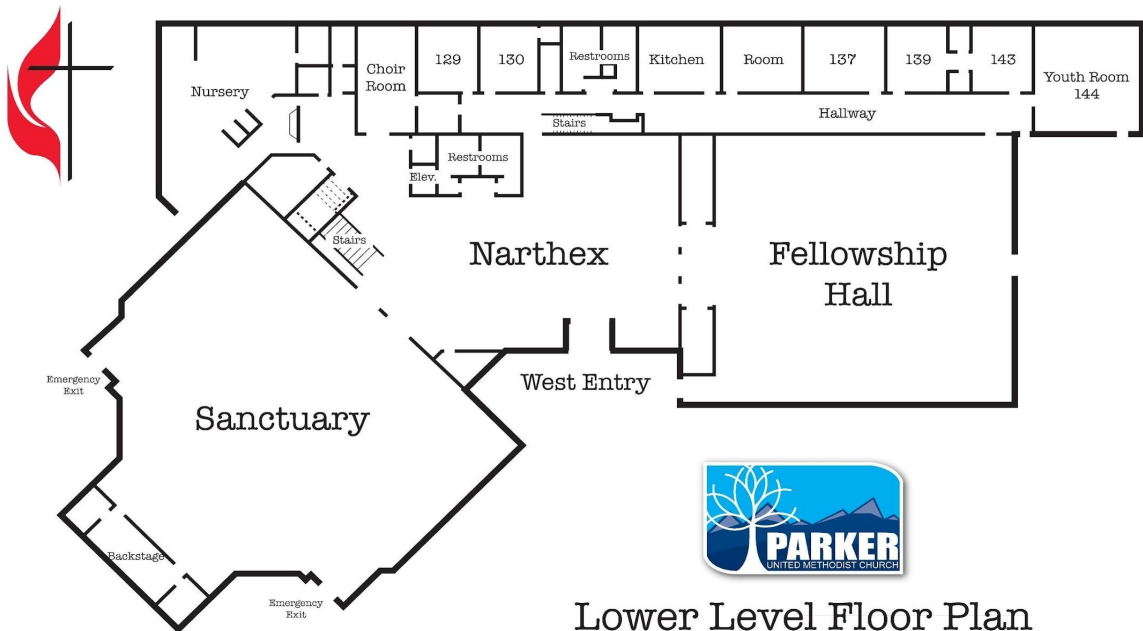 Nursery
Choir
Room
129
130
Restrooms
Kitchen
Room
137
139
143
Youth Room
144
Hallway
Stairs
Restrooms
Elev.
Stairs
Narthex
Fellowship
Hall
West Entry
Emergency
Exit
Sanctuary
Backstage
Emergency
Exit
PARKER
UNITED METHODIST CHURCH
Lower Level Floor Plan